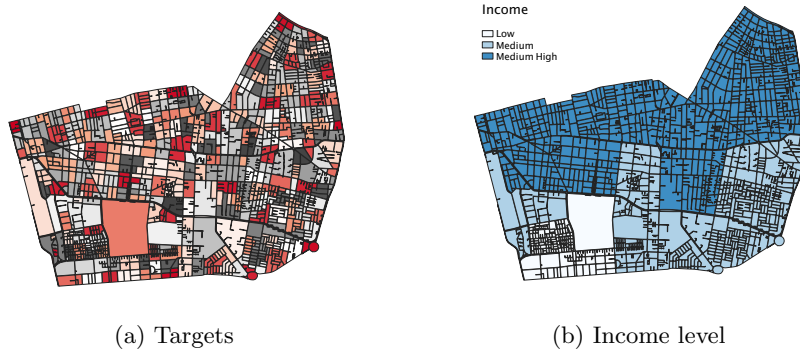 Income
Low
Medium
Medium High
(a) Targets
(b) Income level